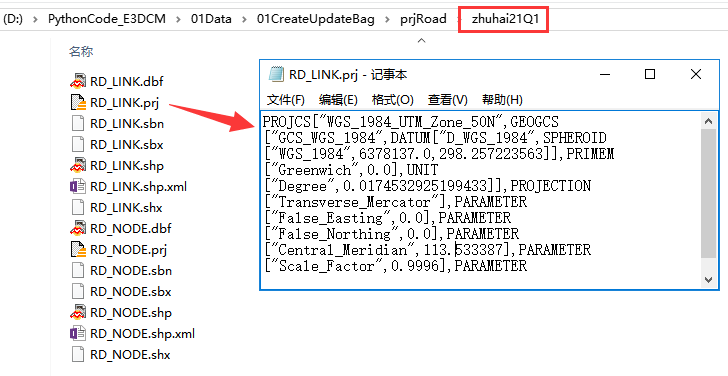 (D:) > PythonCode_E3DCM > 01Data > 01CreateUpdateBag > prjRoad > zhuhai21Q1
名称
RD_LINK.dbf
RD_LINK.prj
RD_LINK.sbn
RD_LINK.sbx
RD_LINK.shp
RD_LINK.shp.xml
RD_LINK.shx
RD_NODE.dbf
RD_NODE.prj
RD_NODE.sbn
RD_NODE.sbx
RD_NODE.shp
RD_NODE.shp.xml
RD_NODE.shx
RD_LINK.prj - 记事本
文件(F) 编辑(E) 格式(O) 查看(V) 帮助(H)
PROJCS["WGS_1984_UTM_Zone_50N",GEOGCS
["GCS_WGS_1984",DATUM["D_WGS_1984",SPHEROID
["WGS_1984",6378137.0,298.257223563]],PRIMEM
["Greenwich",0.0],UNIT
["Degree",0.0174532925199433]],PROJECTION
["Transverse_Mercator"],PARAMETER
["False_Easting",0.0],PARAMETER
["False_Northing",0.0],PARAMETER
["Central_Meridian",113.533387],PARAMETER
["Scale_Factor",0.9996],PARAMETER